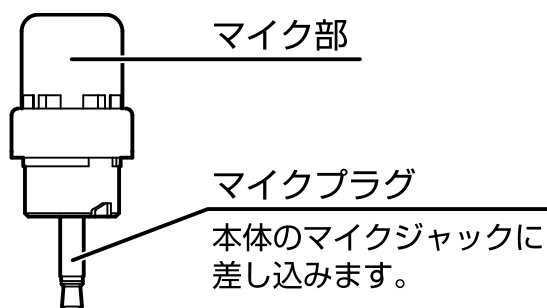 マイク部
マイクプラグ
本体のマイクジャックに
差し込みます。